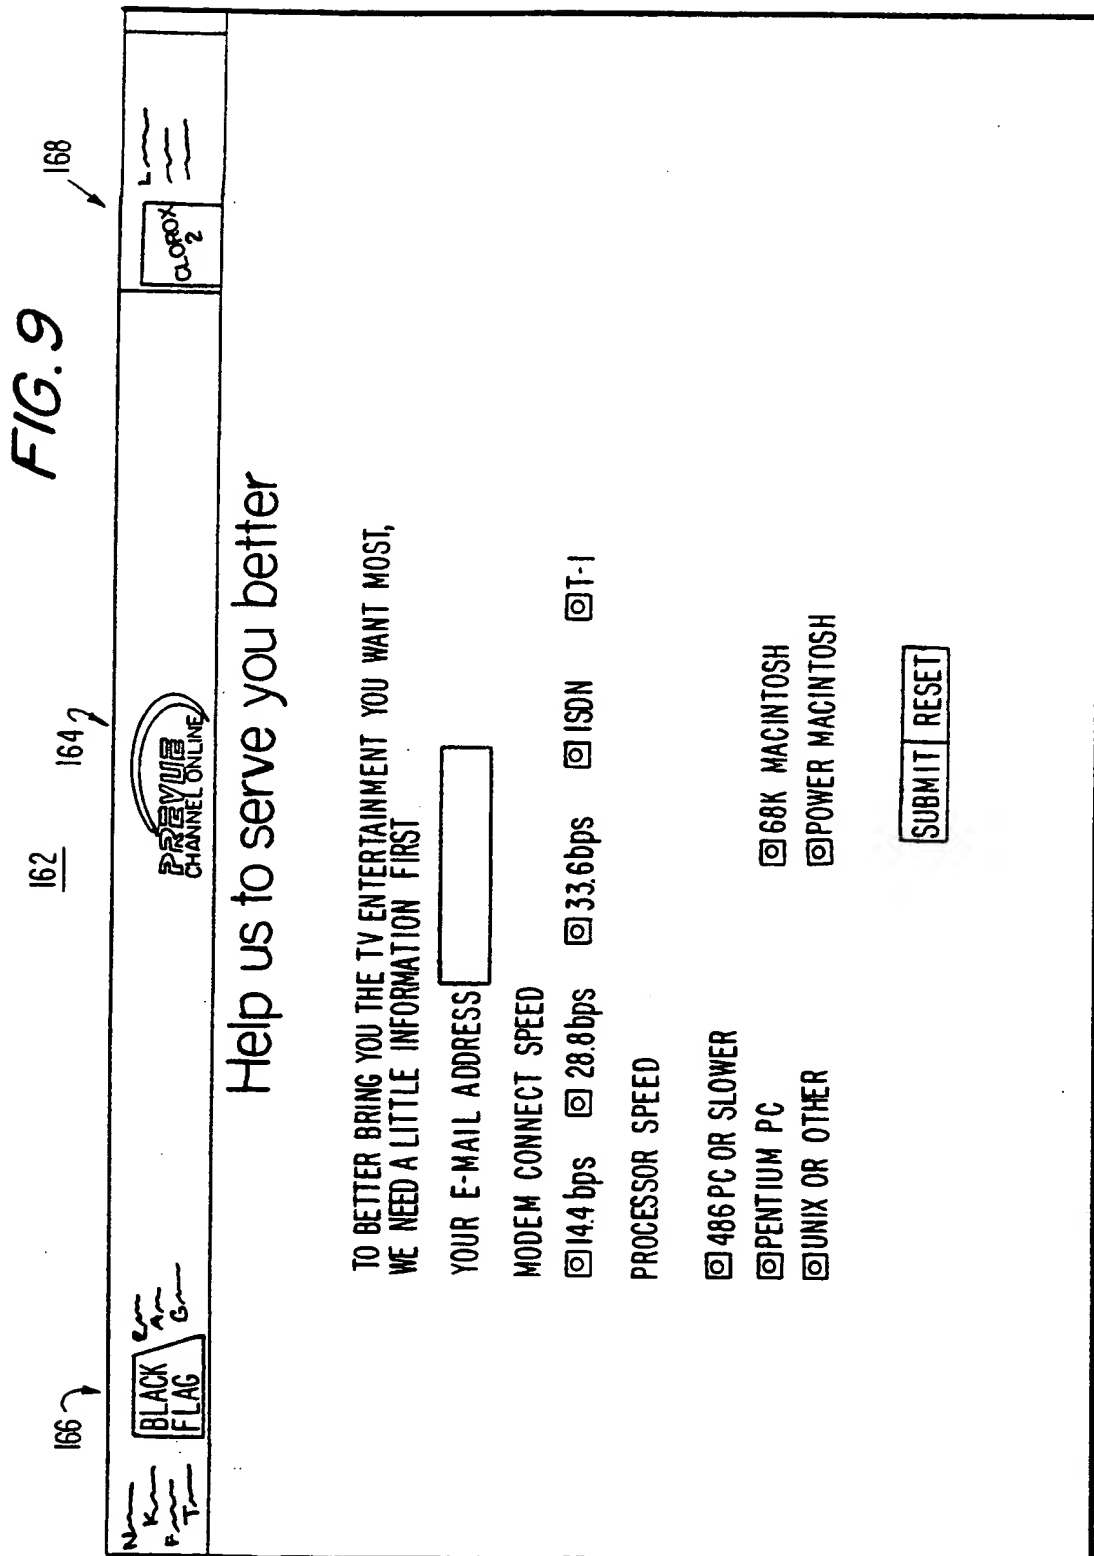 FIG. 9
162
164
166
168
N
K
F
T
BLACK
FLAG
R
A
G
PREVUE
CHANNEL ONLINE
CLOROX
2
L
Help us to serve you better
TO BETTER BRING YOU THE TV ENTERTAINMENT YOU WANT MOST,
WE NEED A LITTLE INFORMATION FIRST
YOUR E-MAIL ADDRESS
MODEM CONNECT SPEED
14.4 bps 28.8bps 33.6bps ISDN T-1
PROCESSOR SPEED
486 PC OR SLOWER 68K MACINTOSH
PENTIUM PC POWER MACINTOSH
UNIX OR OTHER
SUBMIT RESET